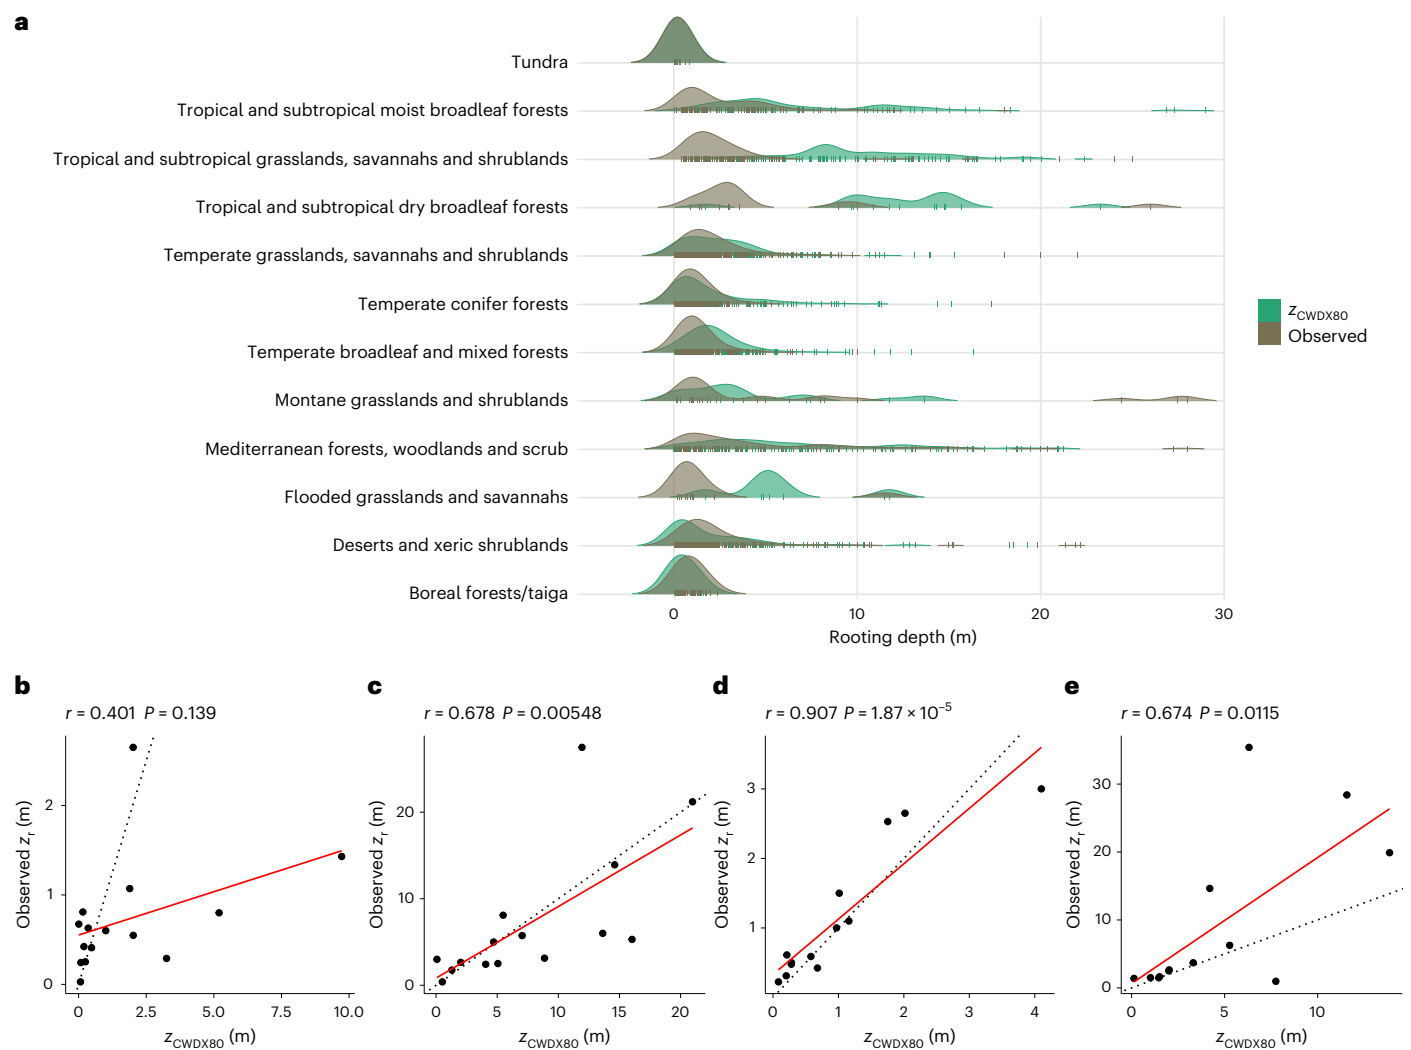 a
Tundra
Tropical and subtropical moist broadleaf forests
Tropical and subtropical grasslands, savannahs and shrublands
Tropical and subtropical dry broadleaf forests
Temperate grasslands, savannahs and shrublands
Temperate conifer forests
Temperate broadleaf and mixed forests
Montane grasslands and shrublands
Mediterranean forests, woodlands and scrub
Flooded grasslands and savannahs
Deserts and xeric shrublands
Boreal forests/taiga
0 10 20 30
Rooting depth (m)
zCWDX80
Observed
b
r = 0.401 P = 0.139
Observed zr (m)
2
1
0
0 2.5 5.0 7.5 10.0
zCWDX80 (m)
c
r = 0.678 P = 0.00548
Observed zr (m)
20
10
0
0 5 10 15 20
zCWDX80 (m)
d
r = 0.907 P = 1.87 × 10⁻⁵
Observed zr (m)
3
2
1
0 1 2 3 4
zCWDX80 (m)
e
r = 0.674 P = 0.0115
Observed zr (m)
30
20
10
0
0 5 10
zCWDX80 (m)